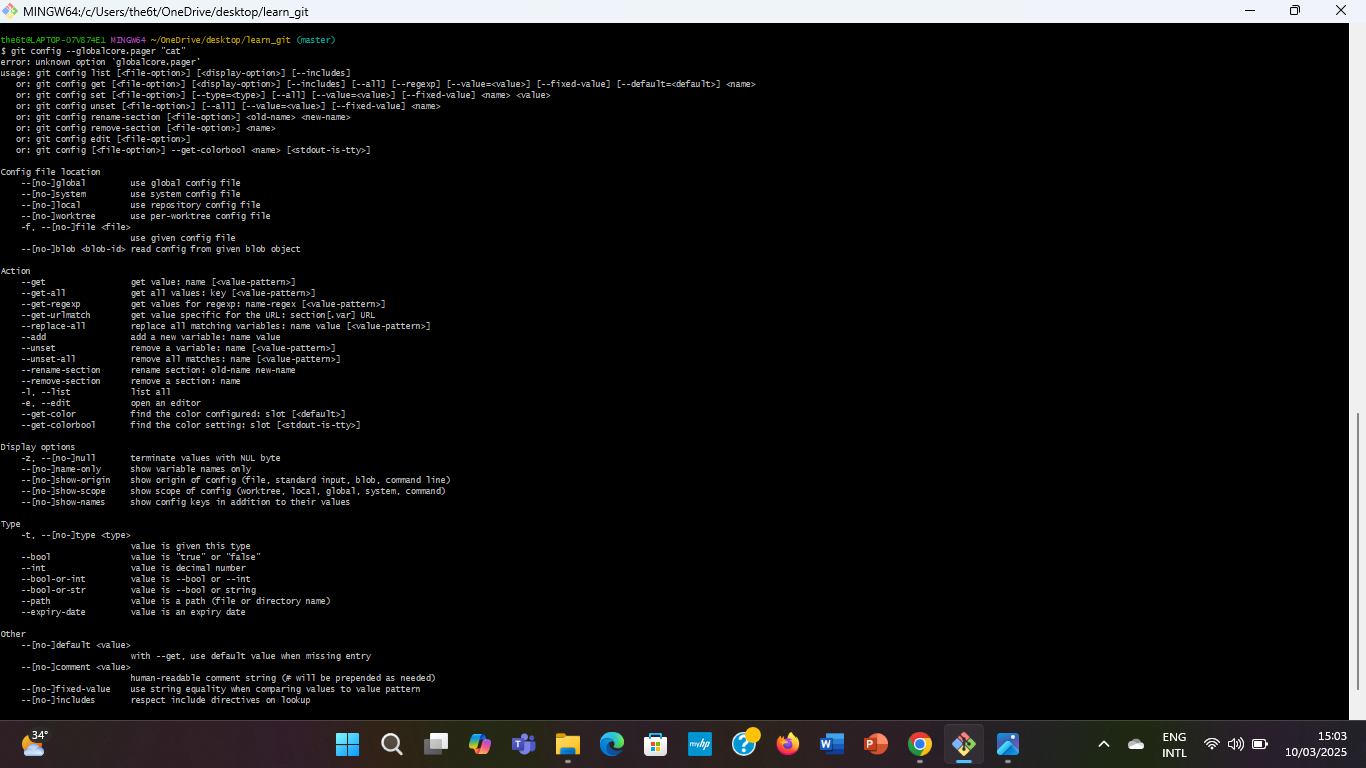 MINGW64:/c/Users/the6t/OneDrive/desktop/learn_git
the6t@LAPTOP-07V874E1 MINGW64 ~/OneDrive/desktop/learn_git (master)
$ git config --globalcore.pager "cat"
error: unknown option `globalcore.pager'
usage: git config list [<file-option>] [<display-option>] [--includes]
or: git config get [<file-option>] [<display-option>] [--includes] [--all] [--regexp] [--value=<value>] [--fixed-value] [--default=<default>] <name>
or: git config set [<file-option>] [--type=<type>] [--all] [--value=<value>] [--fixed-value] <name> <value>
or: git config unset [<file-option>] [--all] [--value=<value>] [--fixed-value] <name>
or: git config rename-section [<file-option>] <old-name> <new-name>
or: git config remove-section [<file-option>] <name>
or: git config edit [<file-option>]
or: git config [<file-option>] --get-colorbool <name> [<stdout-is-tty>]
Config file location
--[no-]global use global config file
--[no-]system use system config file
--[no-]local use repository config file
--[no-]worktree use per-worktree config file
-f, --[no-]file <file>
use given config file
--[no-]blob <blob-id> read config from given blob object
Action
--get get value: name [<value-pattern>]
--get-all get all values: key [<value-pattern>]
--get-regexp get values for regexp: name-regex [<value-pattern>]
--get-urlmatch get value specific for the URL: section[.var] URL
--replace-all replace all matching variables: name value [<value-pattern>]
--add add a new variable: name value
--unset remove a variable: name [<value-pattern>]
--unset-all remove all matches: name [<value-pattern>]
--rename-section rename section: old-name new-name
--remove-section remove a section: name
-l, --list list all
-e, --edit open an editor
--get-color find the color configured: slot [<default>]
--get-colorbool find the color setting: slot [<stdout-is-tty>]
Display options
-z, --[no-]null terminate values with NUL byte
--[no-]name-only show variable names only
--[no-]show-origin show origin of config (file, standard input, blob, command line)
--[no-]show-scope show scope of config (worktree, local, global, system, command)
--[no-]show-names show config keys in addition to their values
Type
-t, --[no-]type <type>
value is given this type
--bool value is "true" or "false"
--int value is decimal number
--bool-or-int value is --bool or --int
--bool-or-str value is --bool or string
--path value is a path (file or directory name)
--expiry-date value is an expiry date
Other
--[no-]default <value>
with --get, use default value when missing entry
--[no-]comment <value>
human-readable comment string (# will be prepended as needed)
--[no-]fixed-value use string equality when comparing values to value pattern
--[no-]includes respect include directives on lookup
34°
myhp
ENG
INTL
15:03
10/03/2025